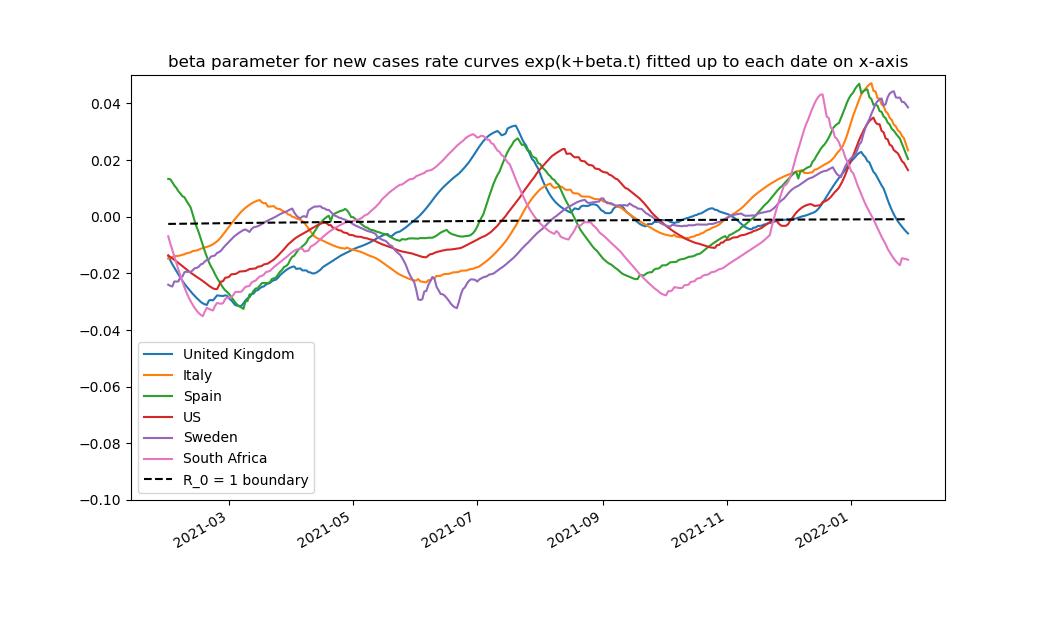 beta parameter for new cases rate curves exp(k+beta.t) fitted up to each date on x-axis
0.04
0.02
0.00
−0.02
−0.04
−0.06
−0.08
−0.10
United Kingdom
Italy
Spain
US
Sweden
South Africa
R_0 = 1 boundary
2021-03
2021-05
2021-07
2021-09
2021-11
2022-01